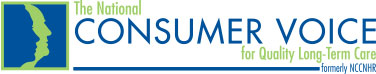 The National
CONSUMER VOICE
for Quality Long-Term Care
formerly NCCNHR